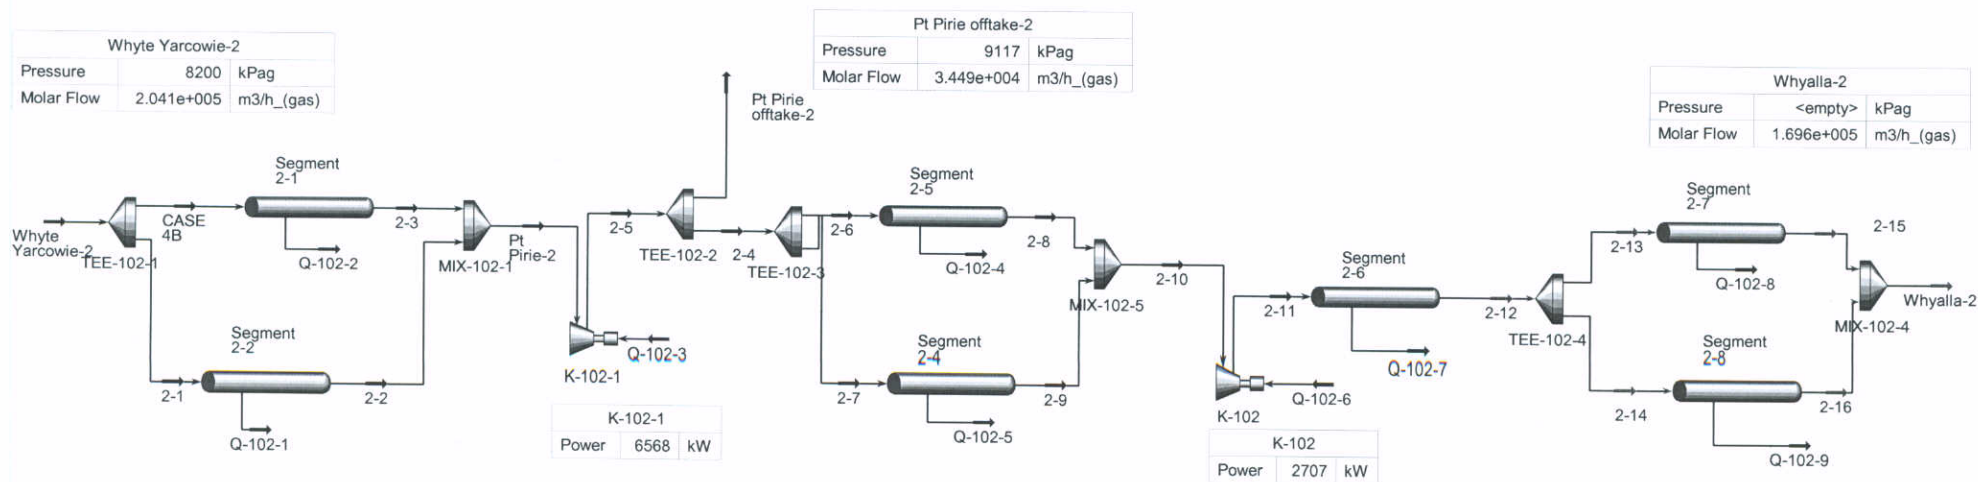 Whyte Yarcowie-2
Pressure 8200 kPag
Molar Flow 2.041e+005 m3/h_(gas)
Pt Pirie offtake-2
Pressure 9117 kPag
Molar Flow 3.449e+004 m3/h_(gas)
Whyalla-2
Pressure <empty> kPag
Molar Flow 1.696e+005 m3/h_(gas)
Whyte
Yarcowie-2
TEE-102-1
CASE
4B
Segment
2-1
Q-102-2
2-3
MIX-102-1
Pt
Pirie-2
2-1
Segment
2-2
Q-102-1
2-2
K-102-1
Q-102-3
K-102-1
Power 6568 kW
2-5
TEE-102-2
Pt Pirie
offtake-2
2-4
TEE-102-3
2-6
Segment
2-5
Q-102-4
2-8
MIX-102-5
2-7
Segment
2-4
Q-102-5
2-9
2-10
K-102
Q-102-6
K-102
Power 2707 kW
2-11
Segment
2-6
Q-102-7
2-12
TEE-102-4
2-13
Segment
2-7
Q-102-8
2-15
MIX-102-4
Whyalla-2
2-14
Segment
2-8
Q-102-9
2-16